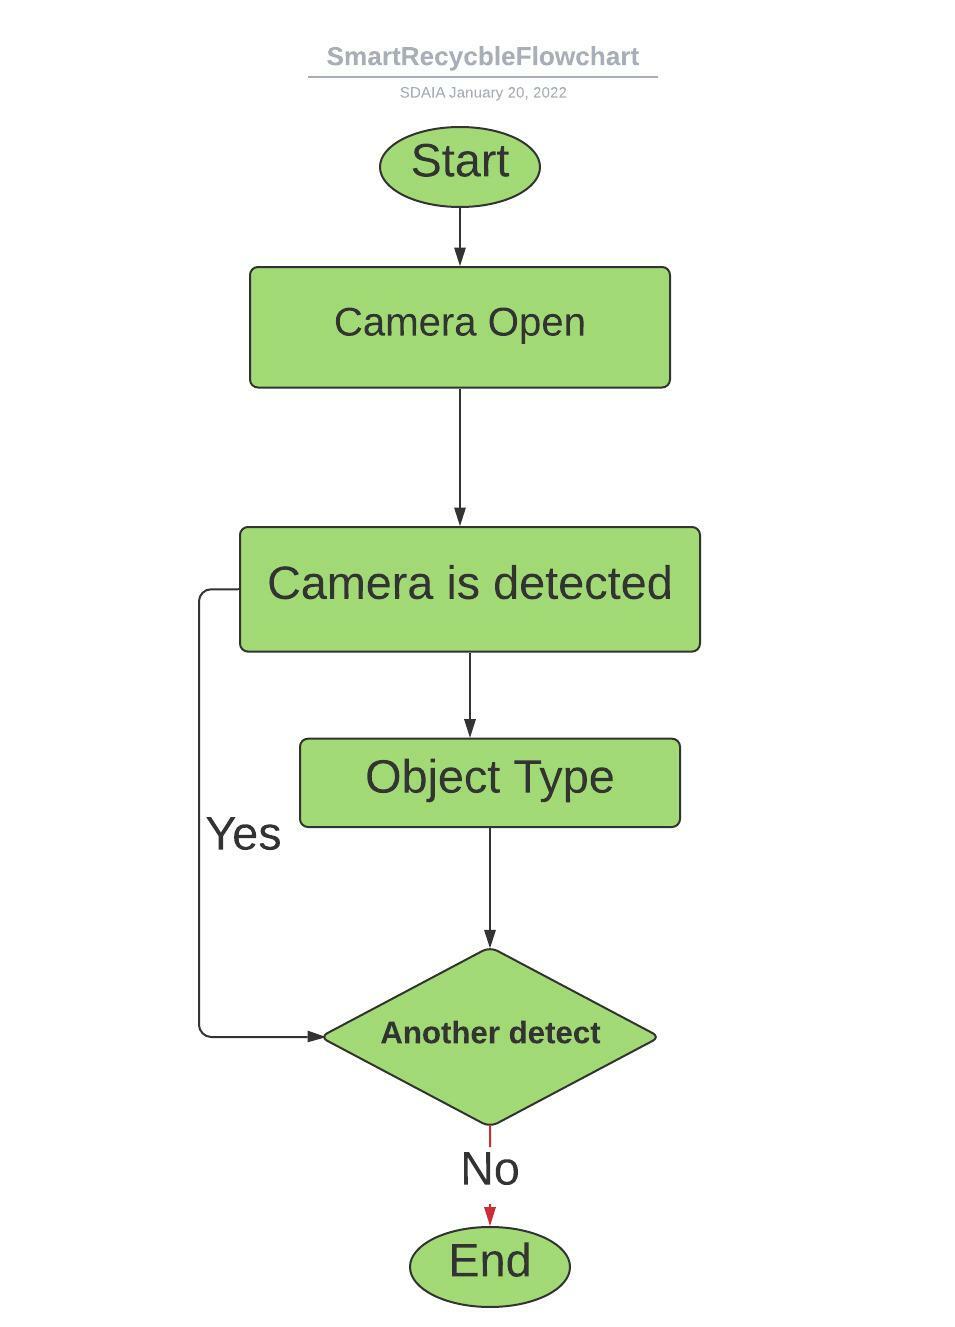 SmartRecycbleFlowchart
SDAIA January 20, 2022
Start
Camera Open
Camera is detected
Object Type
Yes
Another detect
No
End